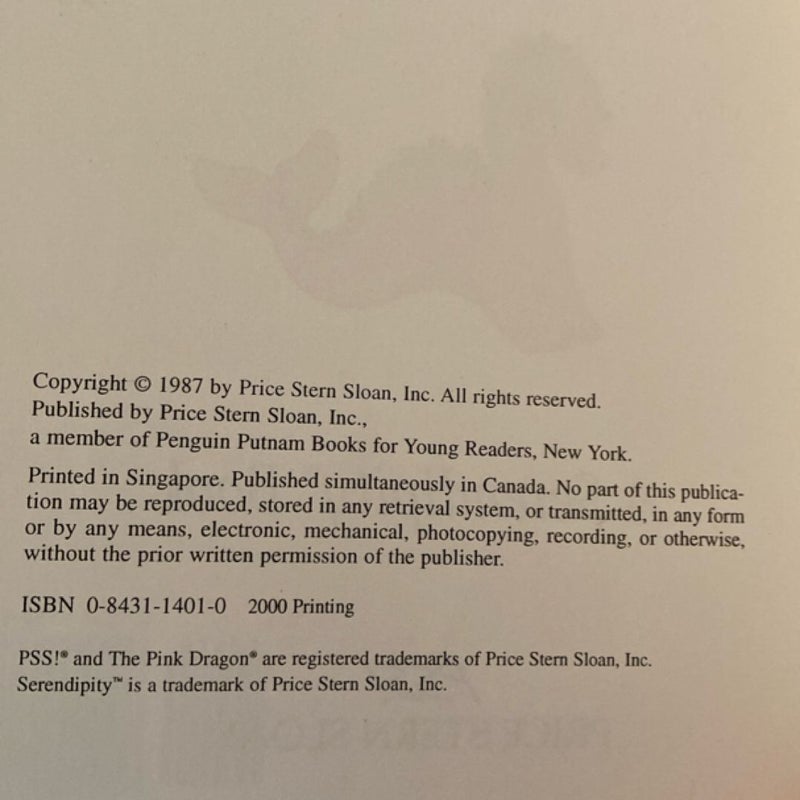 Copyright © 1987 by Price Stern Sloan, Inc. All rights reserved.
Published by Price Stern Sloan, Inc.,
a member of Penguin Putnam Books for Young Readers, New York.
Printed in Singapore. Published simultaneously in Canada. No part of this publica-
tion may be reproduced, stored in any retrieval system, or transmitted, in any form
or by any means, electronic, mechanical, photocopying, recording, or otherwise,
without the prior written permission of the publisher.
ISBN 0-8431-1401-0 2000 Printing
PSS!® and The Pink Dragon® are registered trademarks of Price Stern Sloan, Inc.
Serendipity™ is a trademark of Price Stern Sloan, Inc.